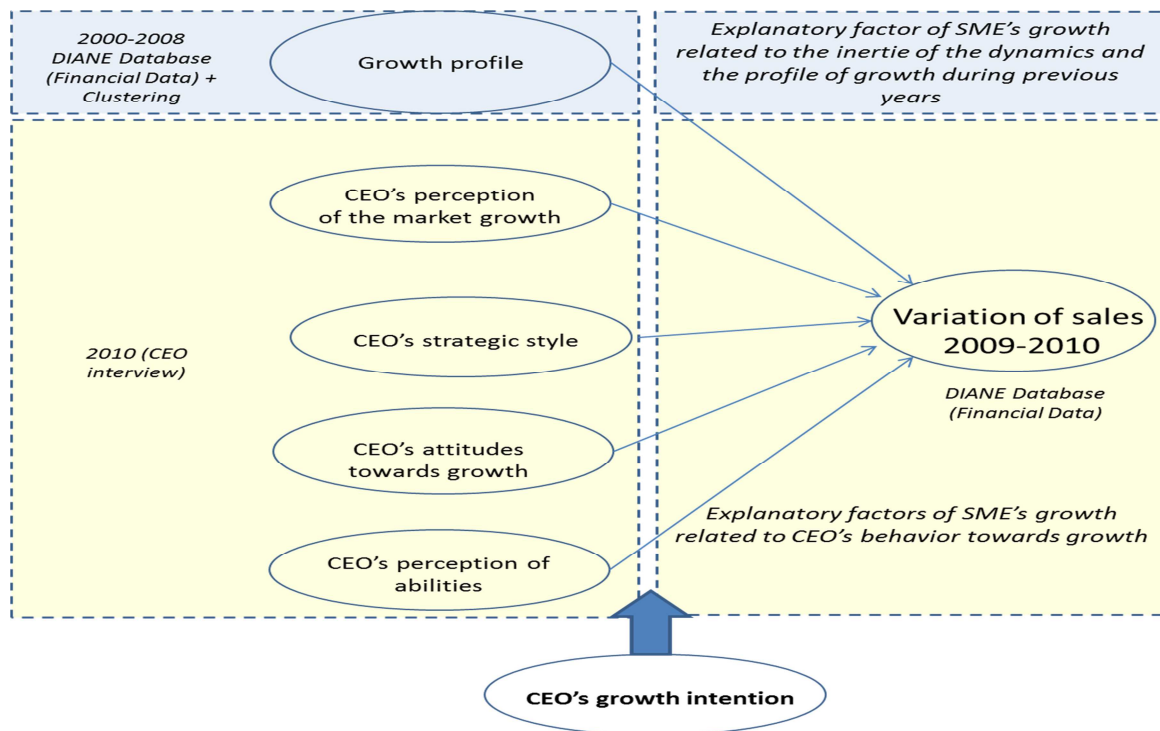 2000-2008
DIANE Database
(Financial Data) +
Clustering
Growth profile
Explanatory factor of SME's growth
related to the inertie of the dynamics and
the profile of growth during previous
years
CEO's perception
of the market growth
2010 (CEO
interview)
CEO's strategic style
Variation of sales
2009-2010
DIANE Database
(Financial Data)
CEO's attitudes
towards growth
CEO's perception of
abilities
Explanatory factors of SME's growth
related to CEO's behavior towards growth
CEO's growth intention